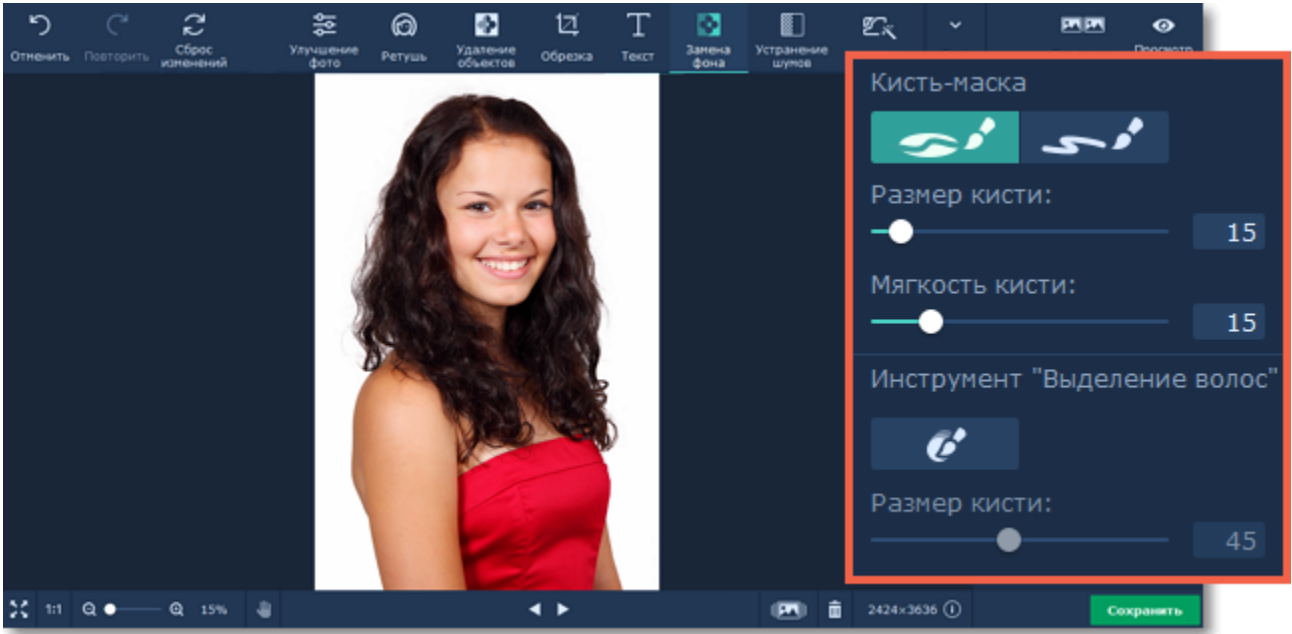 Отменить
Повторить
Сброс
изменений
Улучшение
фото
Ретушь
Удаление
объектов
Обрезка
Текст
Замена
фона
Устранение
шумов
Просмотр
Кисть-маска
Размер кисти:
15
Мягкость кисти:
15
Инструмент "Выделение волос"
Размер кисти:
45
1:1
15%
2424×3636
Сохранить